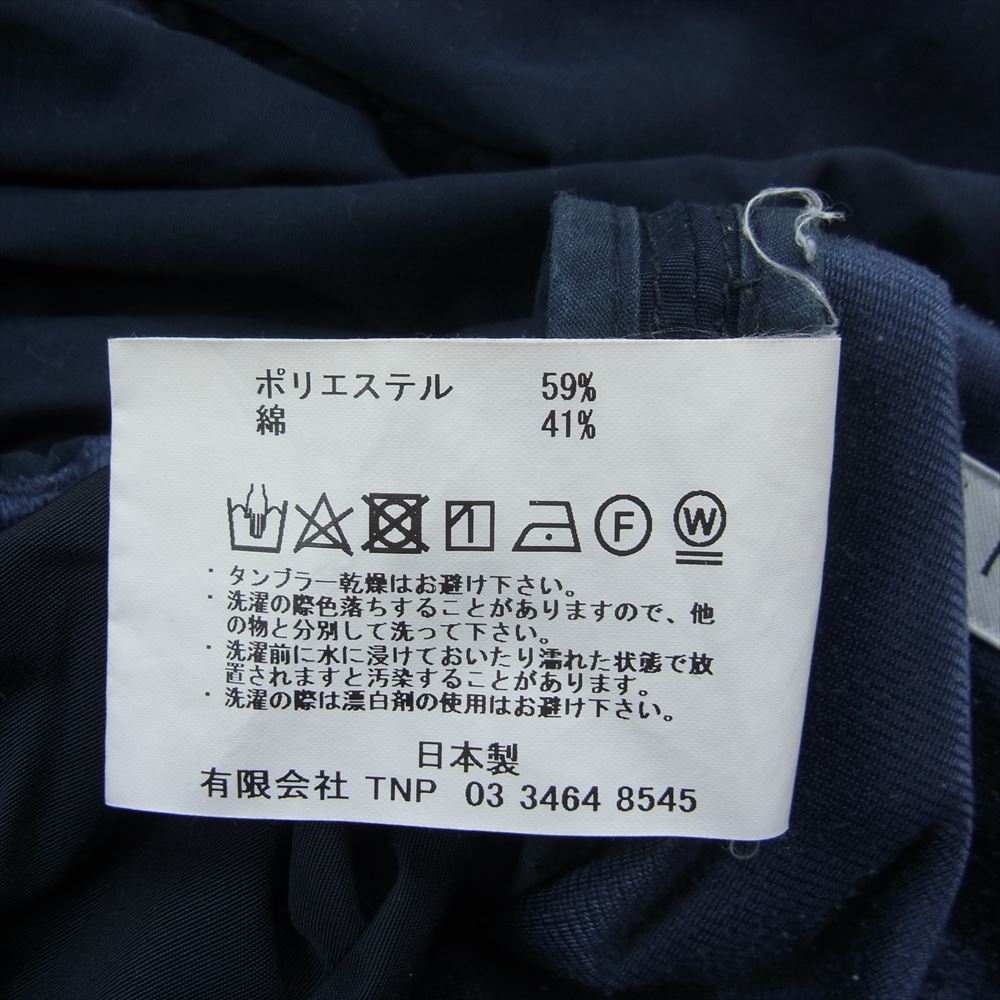 ポリエステル 59%
綿 41%
F W
・タンブラー乾燥はお避け下さい。
・洗濯の際色落ちすることがありますので、他
の物と分別して洗って下さい。
・洗濯前に水に浸けておいたり濡れた状態で放
置されますと汚染することがあります。
・洗濯の際は漂白剤の使用はお避け下さい。
日本製
有限会社 TNP 03 3464 8545